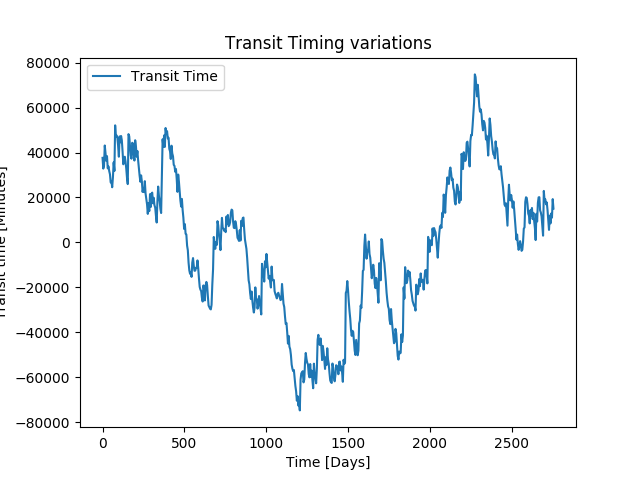 Transit Timing variations
Transit Time
80000
60000
40000
20000
0
−20000
−40000
−60000
−80000
Transit time [Minutes]
0 500 1000 1500 2000 2500
Time [Days]